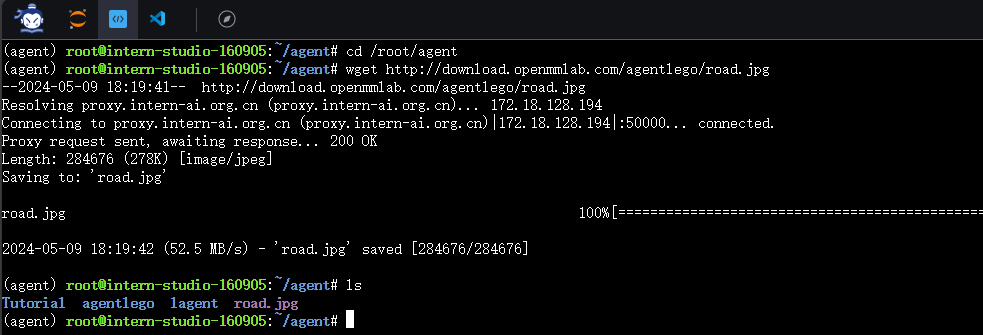 (agent) root@intern-studio-160905:~/agent# cd /root/agent
(agent) root@intern-studio-160905:~/agent# wget http://download.openmmlab.com/agentlego/road.jpg
--2024-05-09 18:19:41--  http://download.openmmlab.com/agentlego/road.jpg
Resolving proxy.intern-ai.org.cn (proxy.intern-ai.org.cn)... 172.18.128.194
Connecting to proxy.intern-ai.org.cn (proxy.intern-ai.org.cn)|172.18.128.194|:50000... connected.
Proxy request sent, awaiting response... 200 OK
Length: 284676 (278K) [image/jpeg]
Saving to: 'road.jpg'
road.jpg 100%[==============================================
2024-05-09 18:19:42 (52.5 MB/s) - 'road.jpg' saved [284676/284676]
(agent) root@intern-studio-160905:~/agent# ls
Tutorial  agentlego  lagent  road.jpg
(agent) root@intern-studio-160905:~/agent#